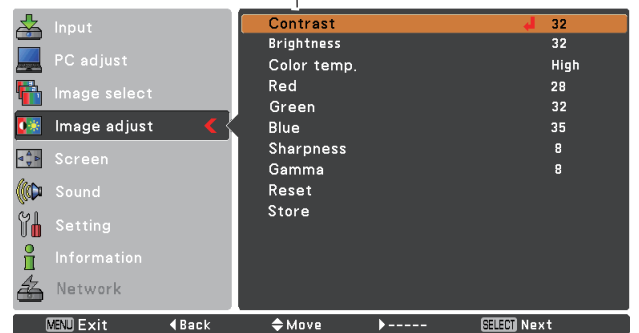 Input
PC adjust
Image select
Image adjust
Screen
Sound
Setting
Information
Network
Contrast 32
Brightness 32
Color temp. High
Red 28
Green 32
Blue 35
Sharpness 8
Gamma 8
Reset
Store
MENU Exit ◀Back ◆Move ▶----- SELECT Next